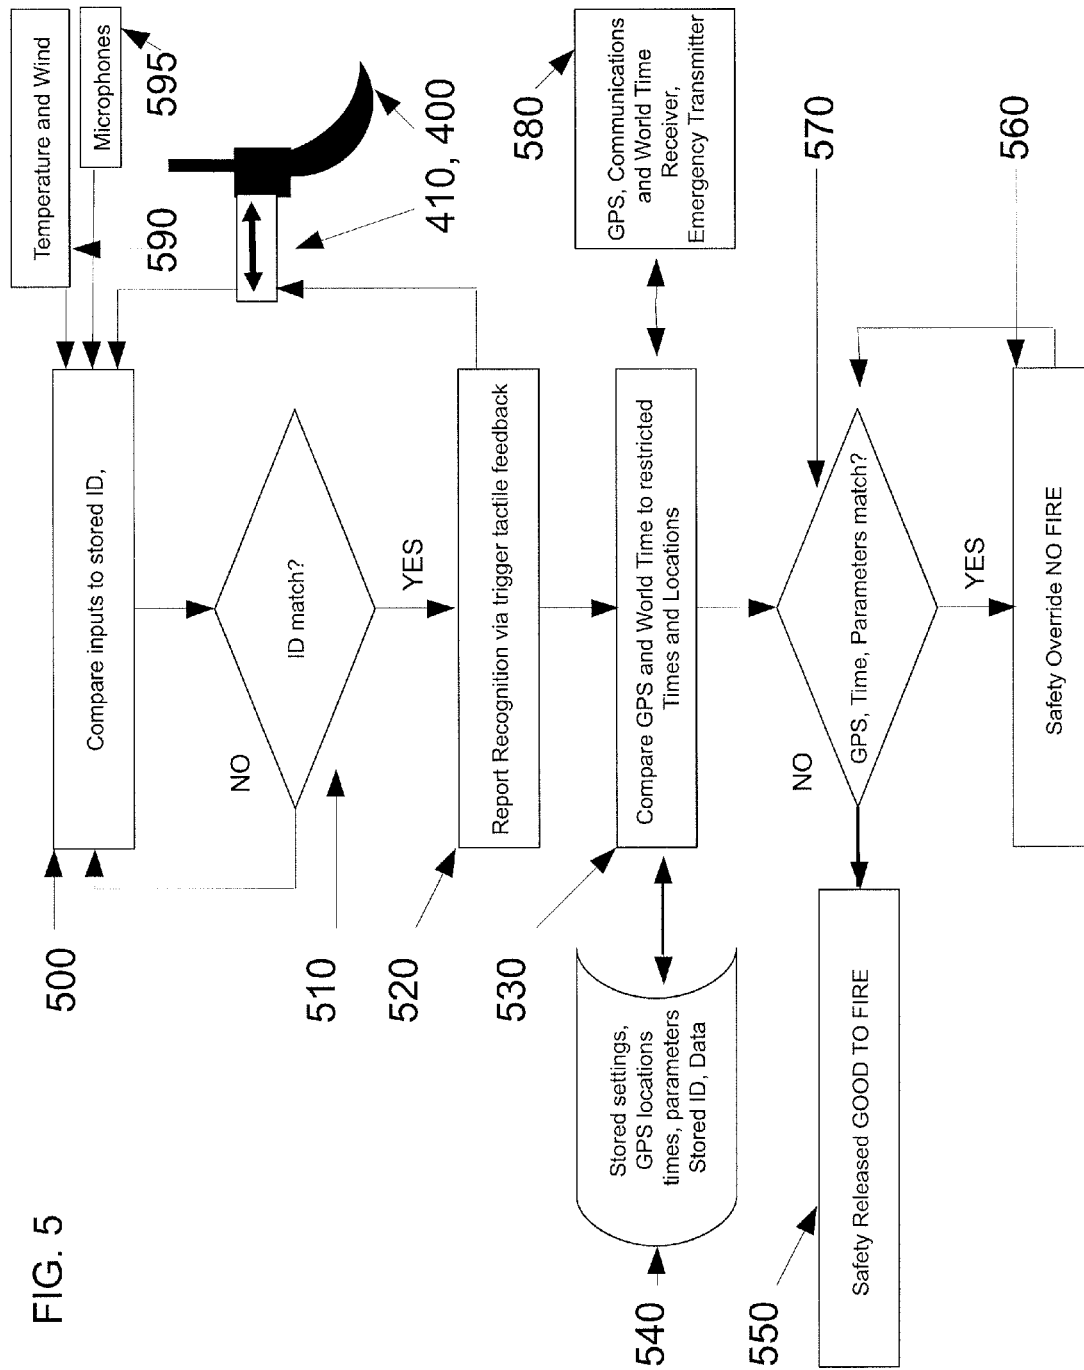 FIG. 5
500
Compare inputs to stored ID,
Temperature and Wind
Microphones
595
590
510
NO
ID match?
YES
410, 400
520
Report Recognition via trigger tactile feedback
530
Compare GPS and World Time to restricted
Times and Locations
540
Stored settings,
GPS locations
times, parameters
Stored ID, Data
580
GPS, Communications
and World Time
Receiver,
Emergency Transmitter
570
NO
GPS, Time, Parameters match?
YES
550
Safety Released GOOD TO FIRE
560
Safety Override NO FIRE